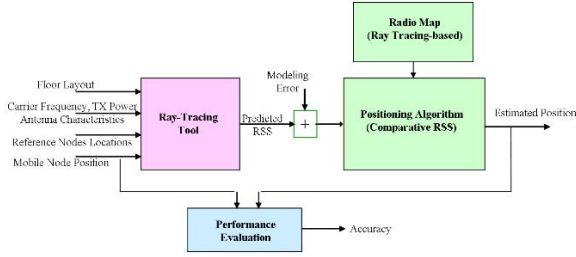 Radio Map
(Ray Tracing-based)
Floor Layout
Carrier Frequency, TX Power
Antenna Characteristics
Reference Nodes Locations
Mobile Node Position
Ray-Tracing
Tool
Predicted
RSS
Modeling
Error
+
Positioning Algorithm
(Comparative RSS)
Estimated Position
Performance
Evaluation
Accuracy